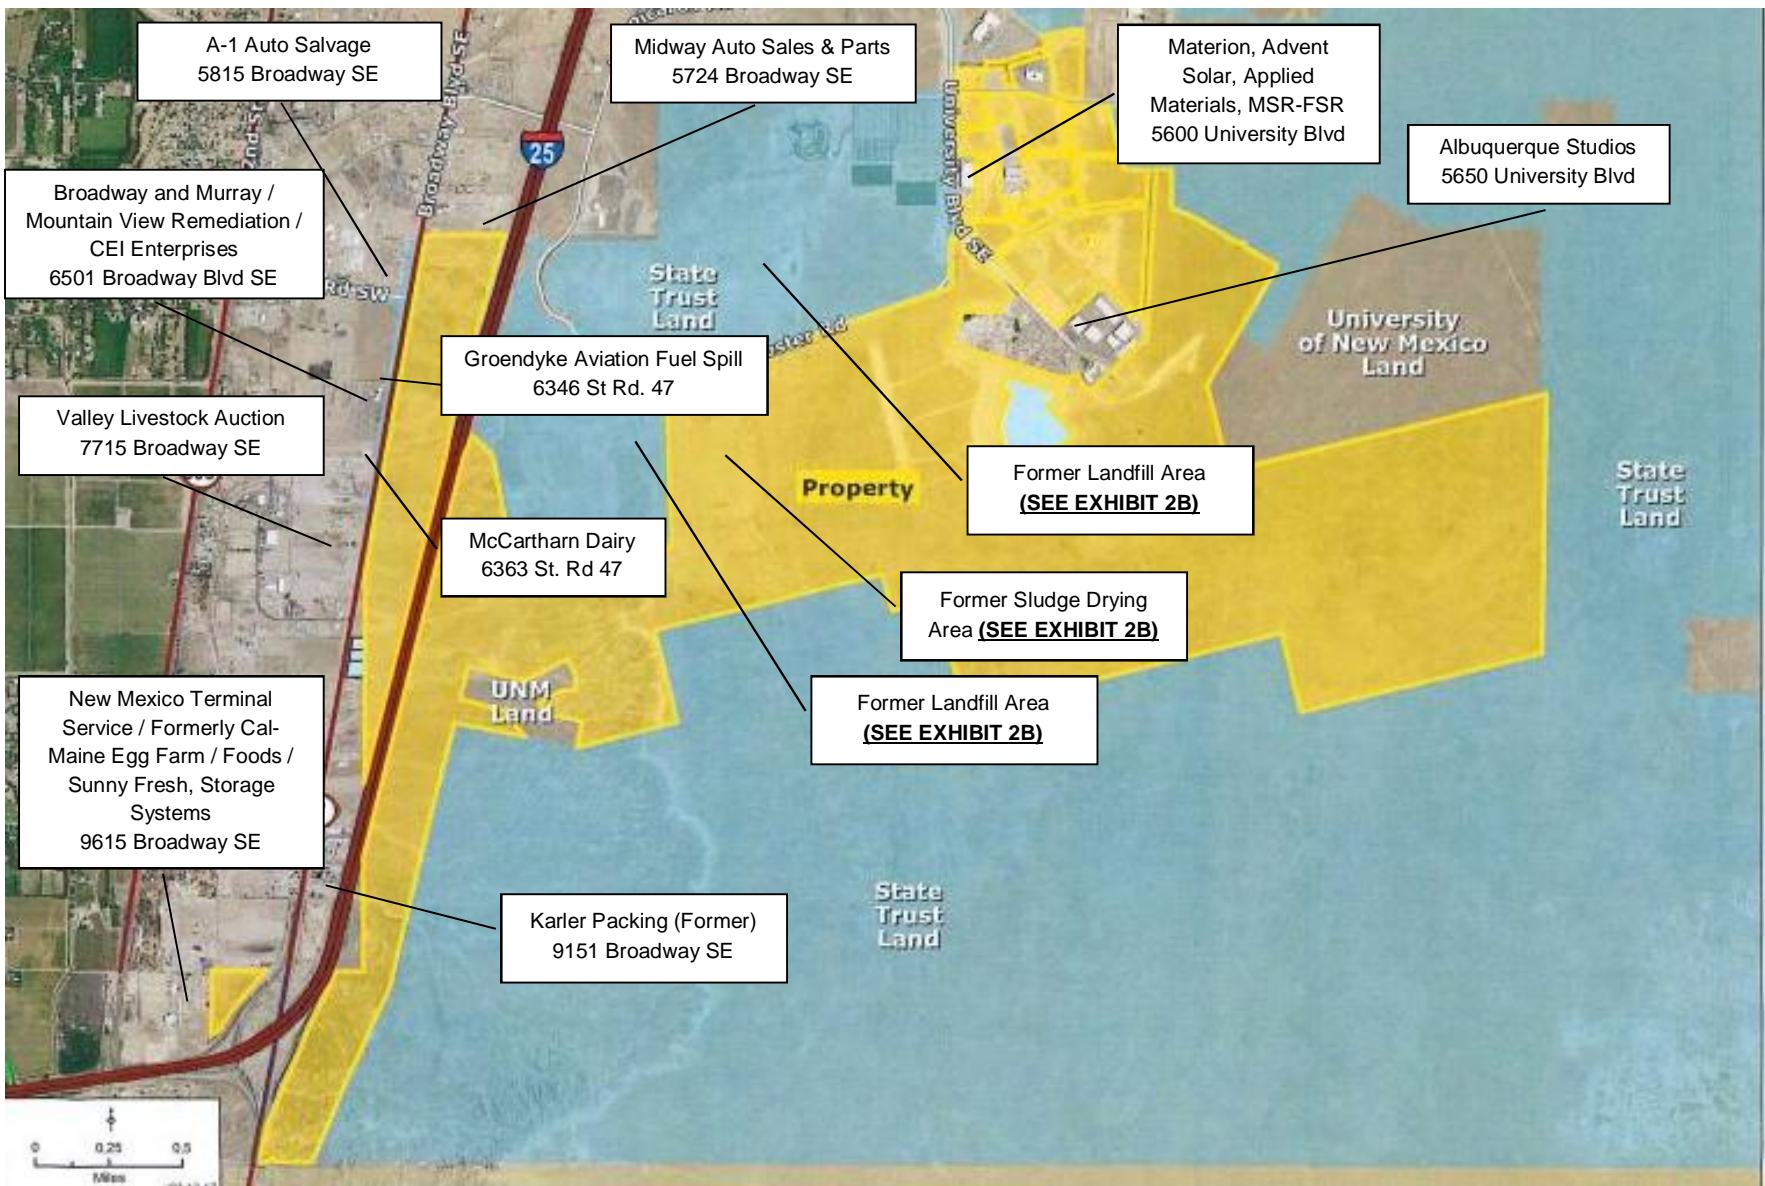 A-1 Auto Salvage
5815 Broadway SE
Midway Auto Sales & Parts
5724 Broadway SE
Materion, Advent
Solar, Applied
Materials, MSR-FSR
5600 University Blvd
Albuquerque Studios
5650 University Blvd
2nd St
Broadway Blvd SE
25
University Blvd SE
Broadway and Murray /
Mountain View Remediation /
CEI Enterprises
6501 Broadway Blvd SE
Rd SW
State
Trust
Land
University
of New Mexico
Land
Groendyke Aviation Fuel Spill
6346 St Rd. 47
Rd
Valley Livestock Auction
7715 Broadway SE
Property
Former Landfill Area
(SEE EXHIBIT 2B)
State
Trust
Land
McCartharn Dairy
6363 St. Rd 47
Former Sludge Drying
Area (SEE EXHIBIT 2B)
UNM
Land
Former Landfill Area
(SEE EXHIBIT 2B)
New Mexico Terminal
Service / Formerly Cal-
Maine Egg Farm / Foods /
Sunny Fresh, Storage
Systems
9615 Broadway SE
Karler Packing (Former)
9151 Broadway SE
State
Trust
Land
0 0.25 0.5
Miles